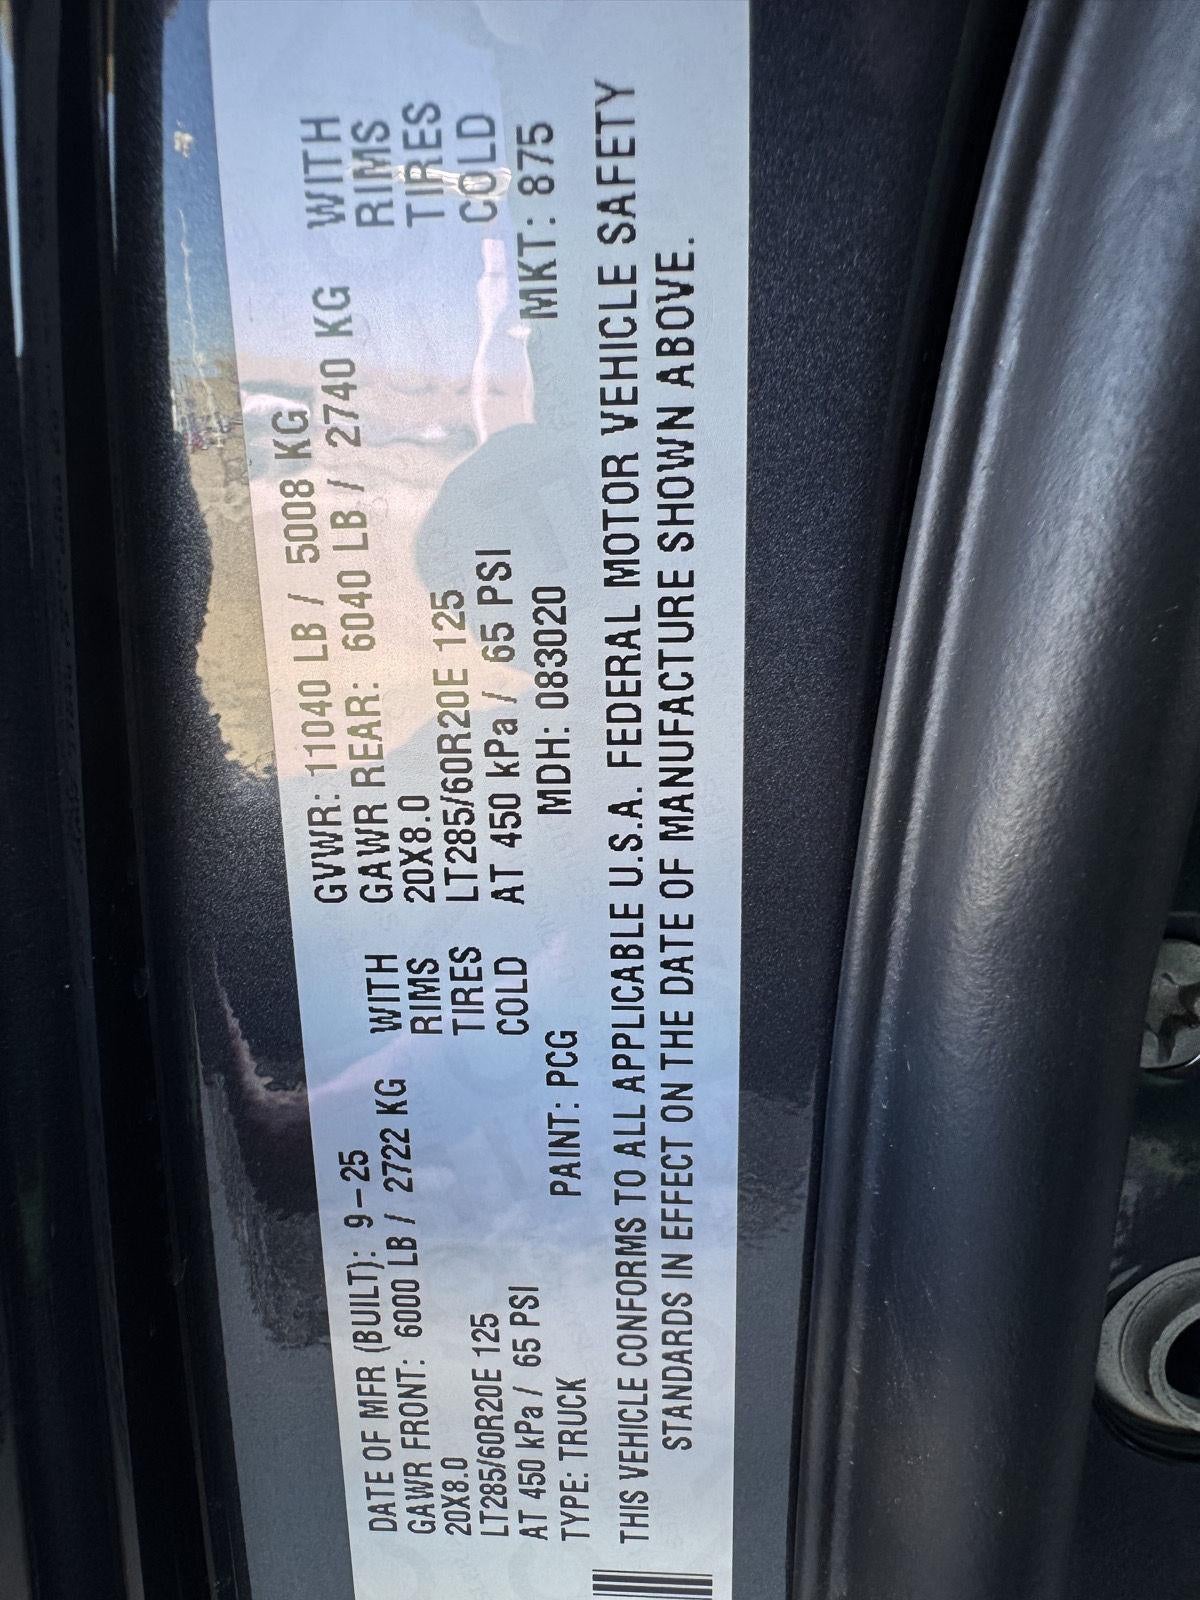 DATE OF MFR (BUILT): 9-25 GVWR: 11040 LB / 5008 KG
GAWR FRONT: 6000 LB / 2722 KG WITH GAWR REAR: 6040 LB / 2740 KG WITH
20X8.0 RIMS 20X8.0 RIMS
LT285/60R20E 125 TIRES LT285/60R20E 125 TIRES
AT 450 kPa / 65 PSI COLD AT 450 kPa / 65 PSI COLD
TYPE: TRUCK PAINT: PCG MDH: 083020 MKT: 875
THIS VEHICLE CONFORMS TO ALL APPLICABLE U.S.A. FEDERAL MOTOR VEHICLE SAFETY
STANDARDS IN EFFECT ON THE DATE OF MANUFACTURE SHOWN ABOVE.